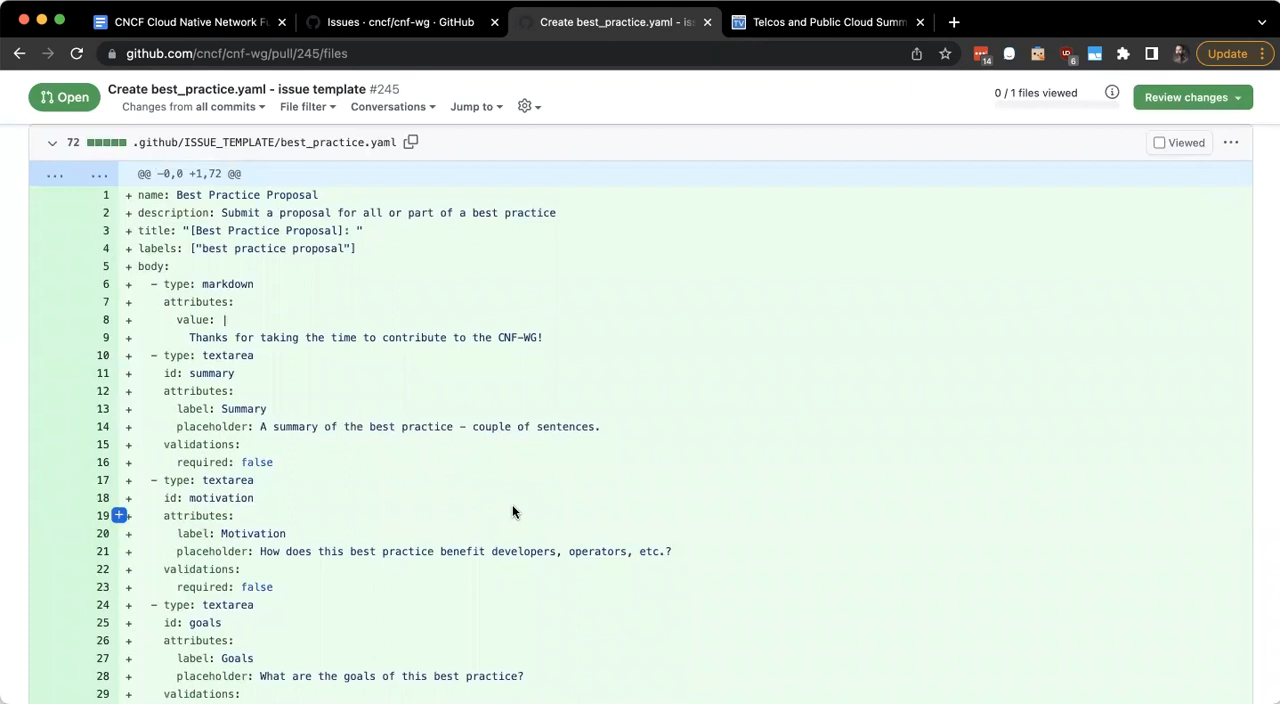 CNCF Cloud Native Network Fu
Issues · cncf/cnf-wg · GitHub
Create best_practice.yaml - iss
Telcos and Public Cloud Summ
github.com/cncf/cnf-wg/pull/245/files
14
6
Update
Open
Create best_practice.yaml - issue template #245
Changes from all commits
File filter
Conversations
Jump to
0 / 1 files viewed
Review changes
72
.github/ISSUE_TEMPLATE/best_practice.yaml
Viewed
... ... @@ -0,0 +1,72 @@
1 + name: Best Practice Proposal
2 + description: Submit a proposal for all or part of a best practice
3 + title: "[Best Practice Proposal]: "
4 + labels: ["best practice proposal"]
5 + body:
6 + - type: markdown
7 + attributes:
8 + value: |
9 + Thanks for taking the time to contribute to the CNF-WG!
10 + - type: textarea
11 + id: summary
12 + attributes:
13 + label: Summary
14 + placeholder: A summary of the best practice - couple of sentences.
15 + validations:
16 + required: false
17 + - type: textarea
18 + id: motivation
19 + attributes:
20 + label: Motivation
21 + placeholder: How does this best practice benefit developers, operators, etc.?
22 + validations:
23 + required: false
24 + - type: textarea
25 + id: goals
26 + attributes:
27 + label: Goals
28 + placeholder: What are the goals of this best practice?
29 + validations: